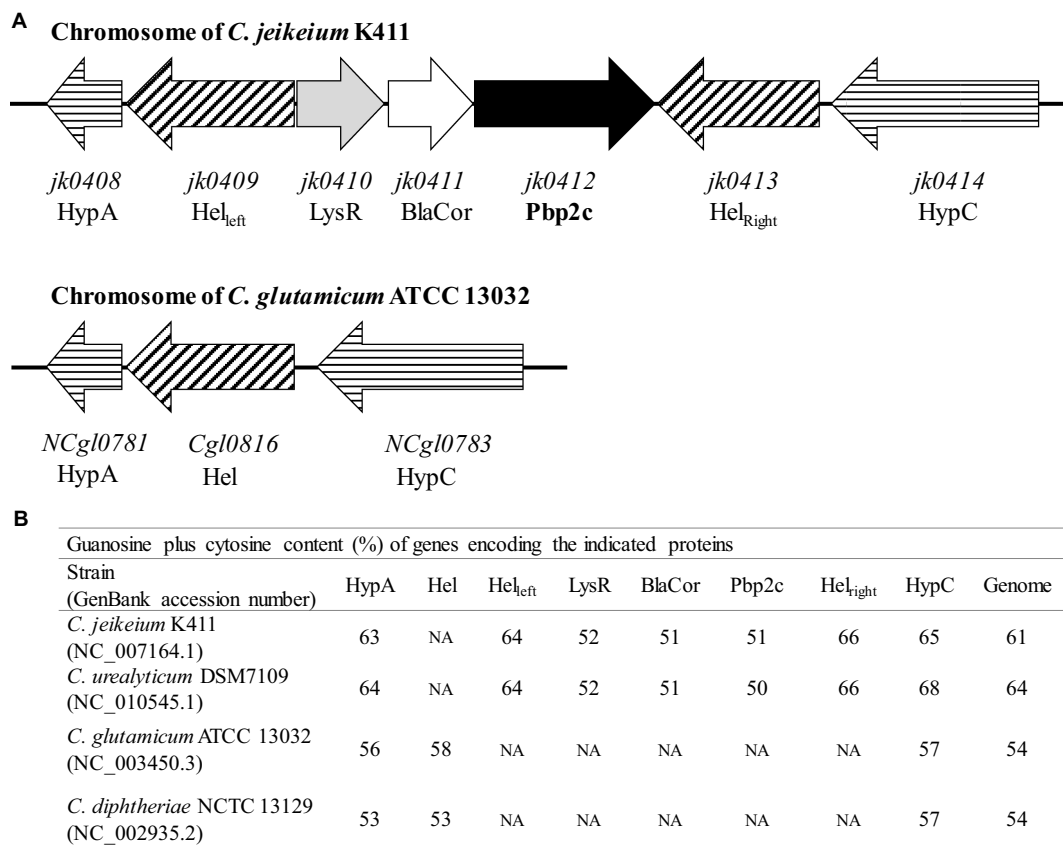 A
Chromosome of C. jeikeium K411
jk0408 jk0409 jk0410 jk0411 jk0412 jk0413 jk0414
HypA Helleft LysR BlaCor Pbp2c HelRight HypC
Chromosome of C. glutamicum ATCC 13032
NCgl0781 Cgl0816 NCgl0783
HypA Hel HypC
B
Guanosine plus cytosine content (%) of genes encoding the indicated proteins
Strain
(GenBank accession number) HypA Hel Helleft LysR BlaCor Pbp2c Helright HypC Genome
C. jeikeium K411
(NC_007164.1) 63 NA 64 52 51 51 66 65 61
C. urealyticum DSM7109
(NC_010545.1) 64 NA 64 52 51 50 66 68 64
C. glutamicum ATCC 13032
(NC_003450.3) 56 58 NA NA NA NA NA 57 54
C. diphtheriae NCTC 13129
(NC_002935.2) 53 53 NA NA NA NA NA 57 54